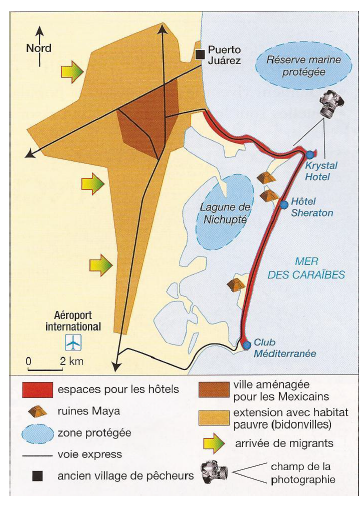 Nord
Puerto
Juárez
Réserve marine
protégée
Krystal
Hotel
Lagune de
Nichupté
Hôtel
Sheraton
MER
DES CARAÏBES
Aéroport
international
0 2 km
Club
Méditerranée
espaces pour les hôtels
ruines Maya
zone protégée
voie express
ancien village de pêcheurs
ville aménagée
pour les Mexicains
extension avec habitat
pauvre (bidonvilles)
arrivée de migrants
champ de la
photographie